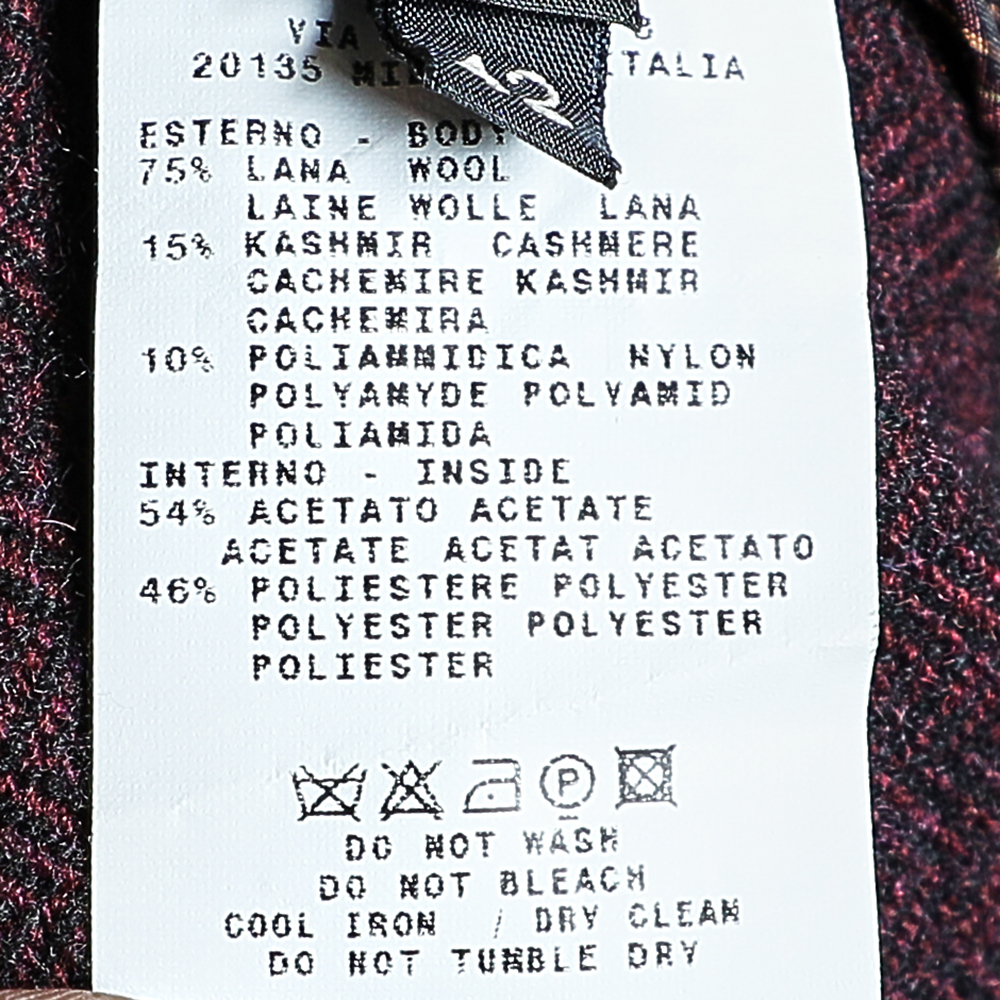 VIA
20135 ITALIA
42
ESTERNO - BODY
75% LANA WOOL
LAINE WOLLE LANA
15% KASHMIR CASHMERE
CACHEMIRE KASHMIR
CACHEMIRA
10% POLIAMMIDICA NYLON
POLYAMYDE POLYAMID
POLIAMIDA
INTERNO - INSIDE
54% ACETATO ACETATE
ACETATE ACETAT ACETATO
46% POLIESTERE POLYESTER
POLYESTER POLYESTER
POLIESTER
P
DO NOT WASH
DO NOT BLEACH
COOL IRON / DRY CLEAN
DO NOT TUMBLE DRY